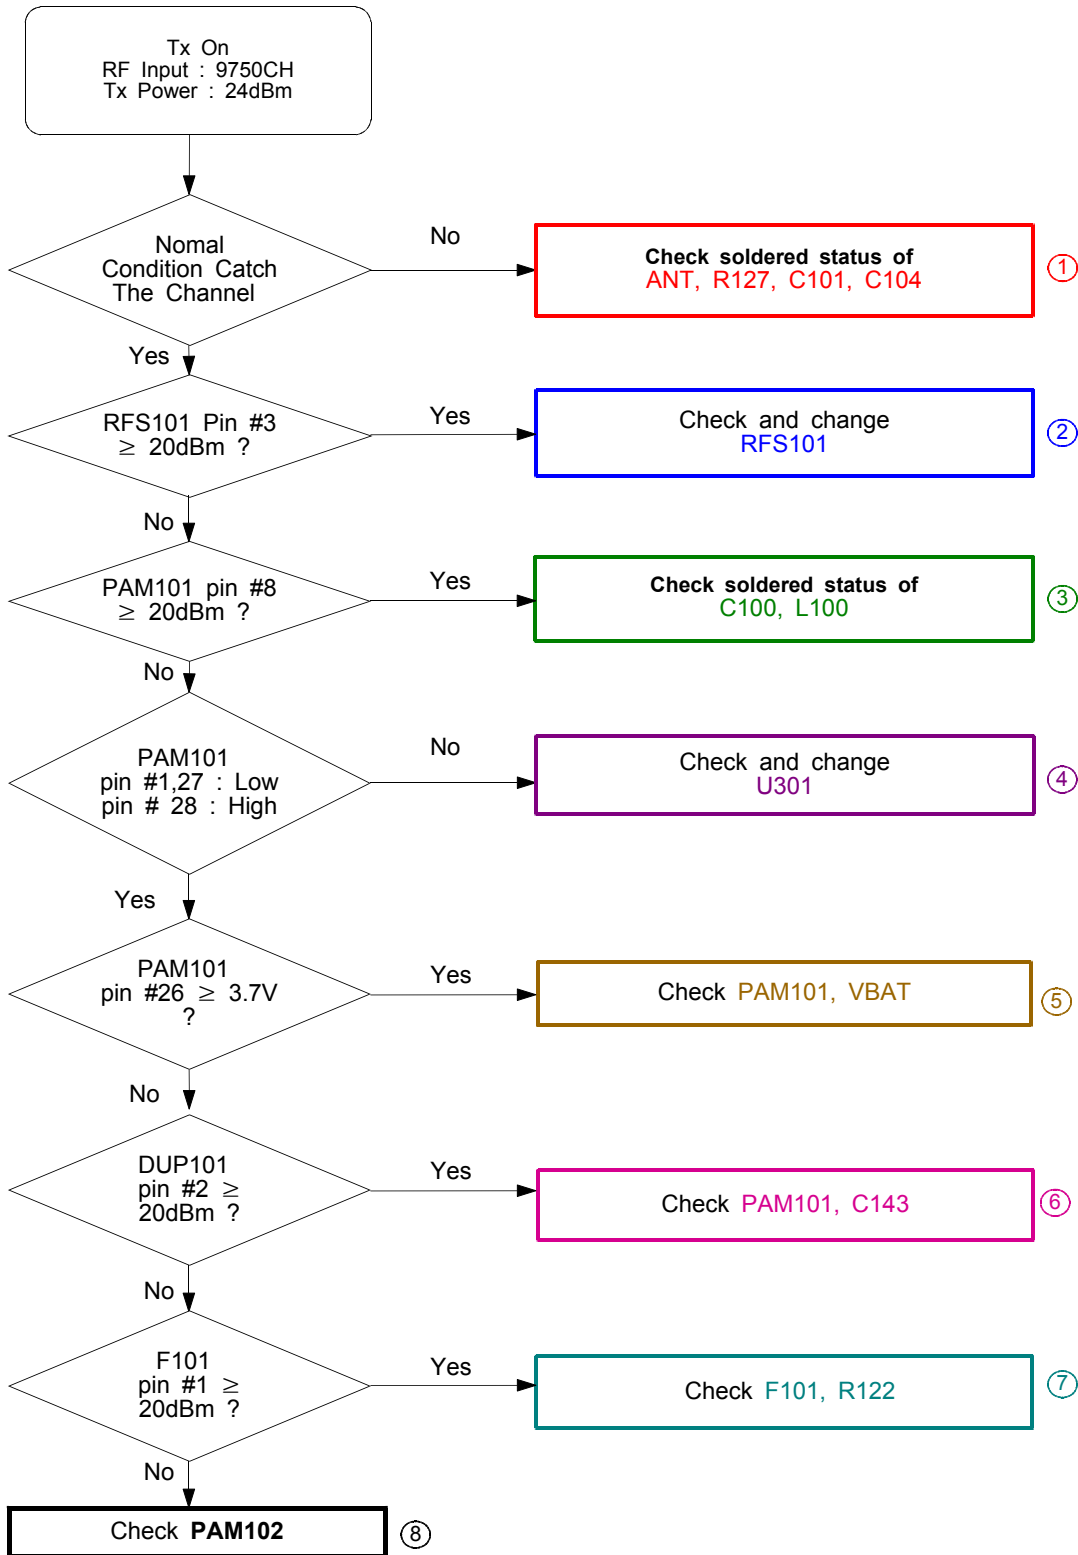 Tx On
RF Input : 9750CH
Tx Power : 24dBm
Nomal
Condition Catch
The Channel
No
Check soldered status of
ANT, R127, C101, C104
1
Yes
RFS101 Pin #3
≥ 20dBm ?
Yes
Check and change
RFS101
2
No
PAM101 pin #8
≥ 20dBm ?
Yes
Check soldered status of
C100, L100
3
No
PAM101
pin #1,27 : Low
pin # 28 : High
No
Check and change
U301
4
Yes
PAM101
pin #26 ≥ 3.7V
?
Yes
Check PAM101, VBAT
5
No
DUP101
pin #2 ≥
20dBm ?
Yes
Check PAM101, C143
6
No
F101
pin #1 ≥
20dBm ?
Yes
Check F101, R122
7
No
Check PAM102
8